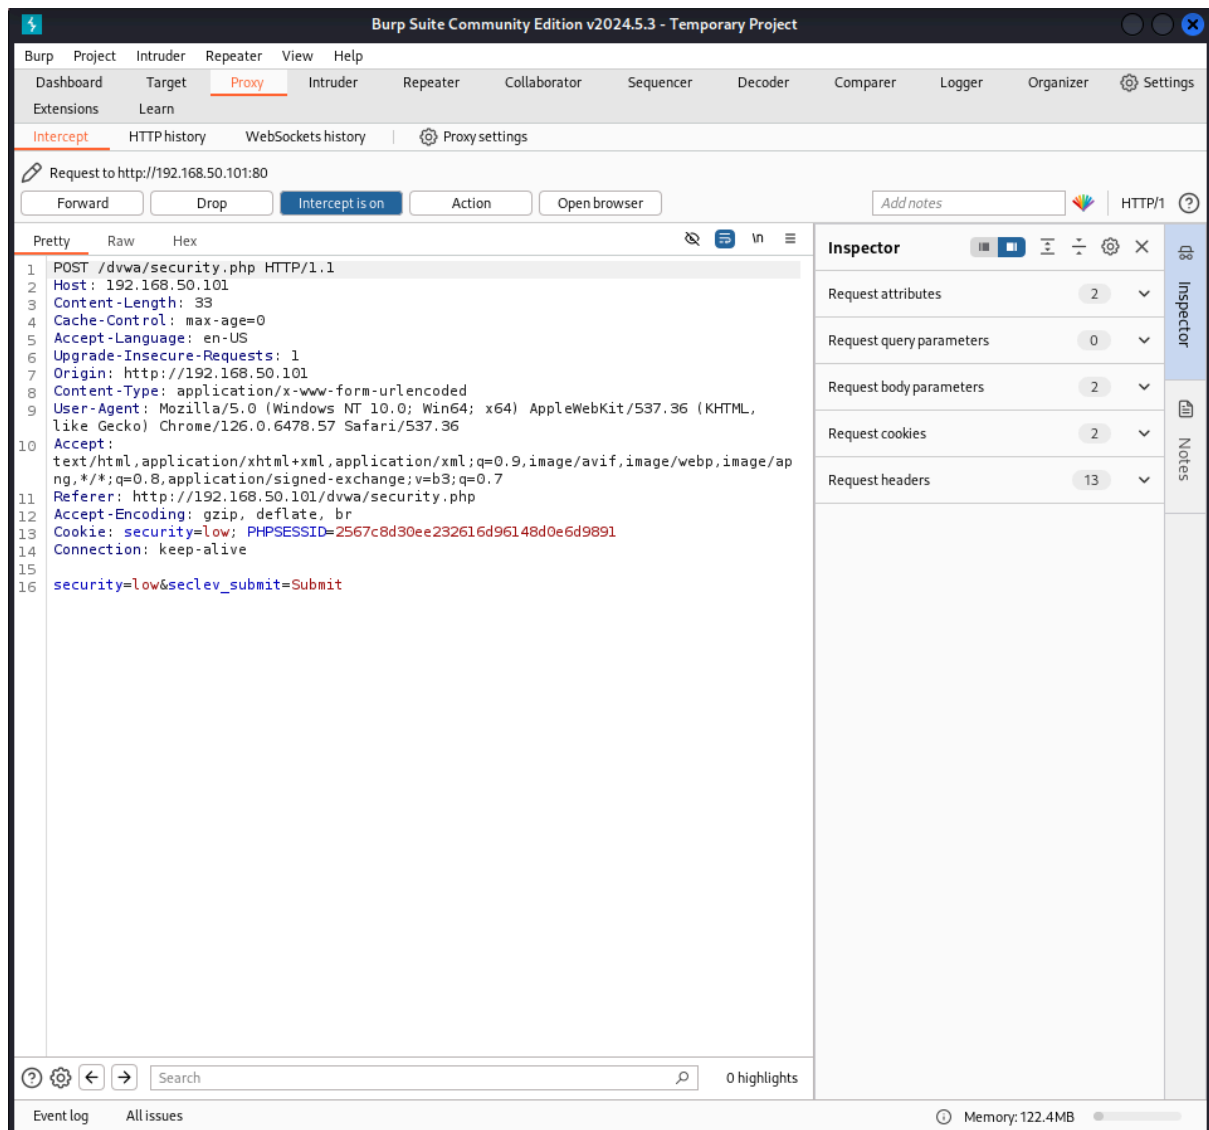 Burp Suite Community Edition v2024.5.3 - Temporary Project
Burp Project Intruder Repeater View Help
Dashboard Target Proxy Intruder Repeater Collaborator Sequencer Decoder Comparer Logger Organizer Settings
Extensions Learn
Intercept HTTP history WebSockets history Proxy settings
Request to http://192.168.50.101:80
Forward Drop Intercept is on Action Open browser Add notes HTTP/1 ?
Pretty Raw Hex \n
1 POST /dvwa/security.php HTTP/1.1
2 Host: 192.168.50.101
3 Content-Length: 33
4 Cache-Control: max-age=0
5 Accept-Language: en-US
6 Upgrade-Insecure-Requests: 1
7 Origin: http://192.168.50.101
8 Content-Type: application/x-www-form-urlencoded
9 User-Agent: Mozilla/5.0 (Windows NT 10.0; Win64; x64) AppleWebKit/537.36 (KHTML,
like Gecko) Chrome/126.0.6478.57 Safari/537.36
10 Accept:
text/html,application/xhtml+xml,application/xml;q=0.9,image/avif,image/webp,image/ap
ng,*/*;q=0.8,application/signed-exchange;v=b3;q=0.7
11 Referer: http://192.168.50.101/dvwa/security.php
12 Accept-Encoding: gzip, deflate, br
13 Cookie: security=low; PHPSESSID=2567c8d30ee232616d96148d0e6d9891
14 Connection: keep-alive
15
16 security=low&seclev_submit=Submit
Inspector
Request attributes 2
Request query parameters 0
Request body parameters 2
Request cookies 2
Request headers 13
Inspector
Notes
? Search 0 highlights
Event log All issues Memory: 122.4MB